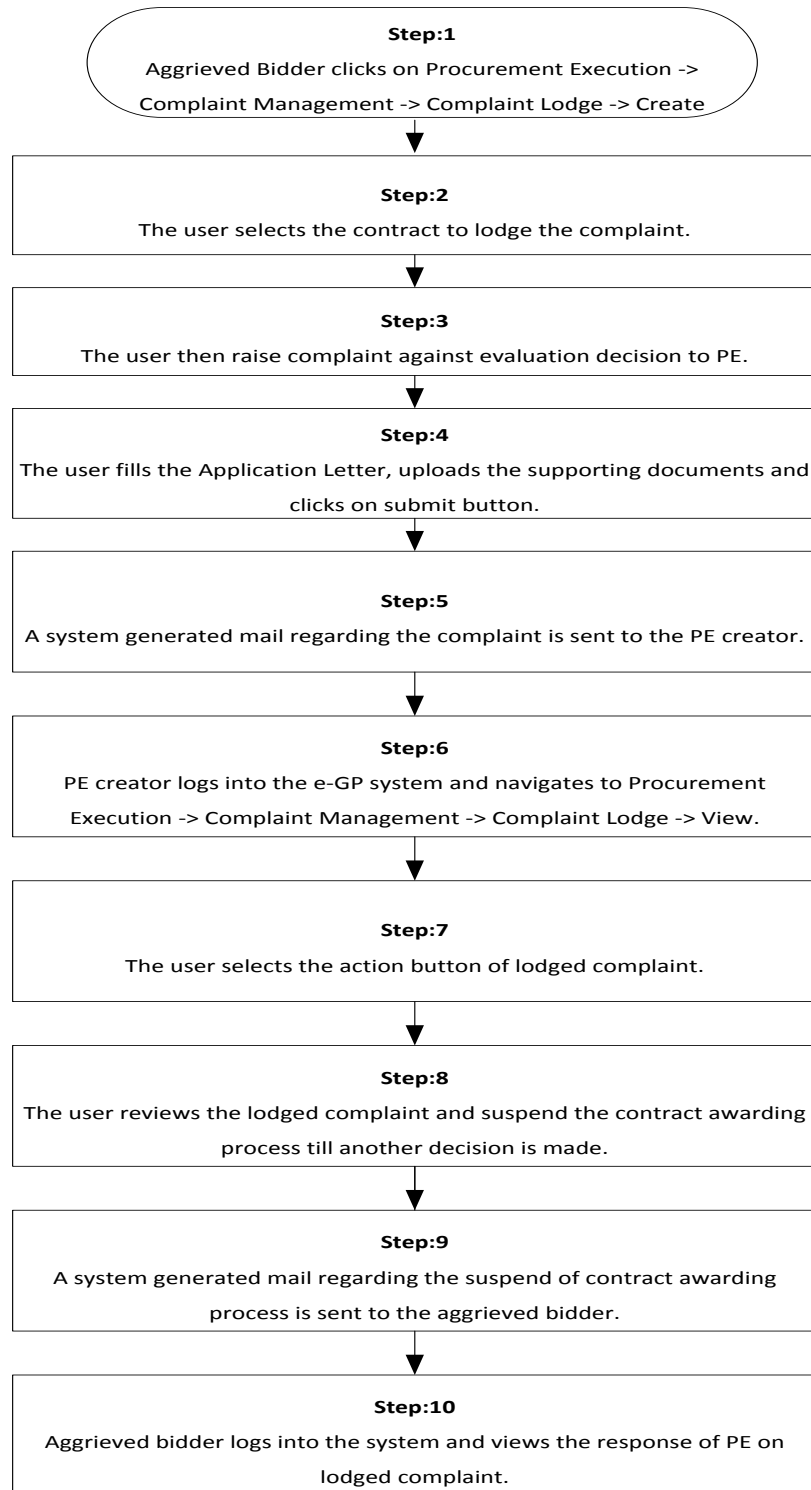 Step:1
Aggrieved Bidder clicks on Procurement Execution ->
Complaint Management -> Complaint Lodge -> Create
Step:2
The user selects the contract to lodge the complaint.
Step:3
The user then raise complaint against evaluation decision to PE.
Step:4
The user fills the Application Letter, uploads the supporting documents and
clicks on submit button.
Step:5
A system generated mail regarding the complaint is sent to the PE creator.
Step:6
PE creator logs into the e-GP system and navigates to Procurement
Execution -> Complaint Management -> Complaint Lodge -> View.
Step:7
The user selects the action button of lodged complaint.
Step:8
The user reviews the lodged complaint and suspend the contract awarding
process till another decision is made.
Step:9
A system generated mail regarding the suspend of contract awarding
process is sent to the aggrieved bidder.
Step:10
Aggrieved bidder logs into the system and views the response of PE on
lodged complaint.